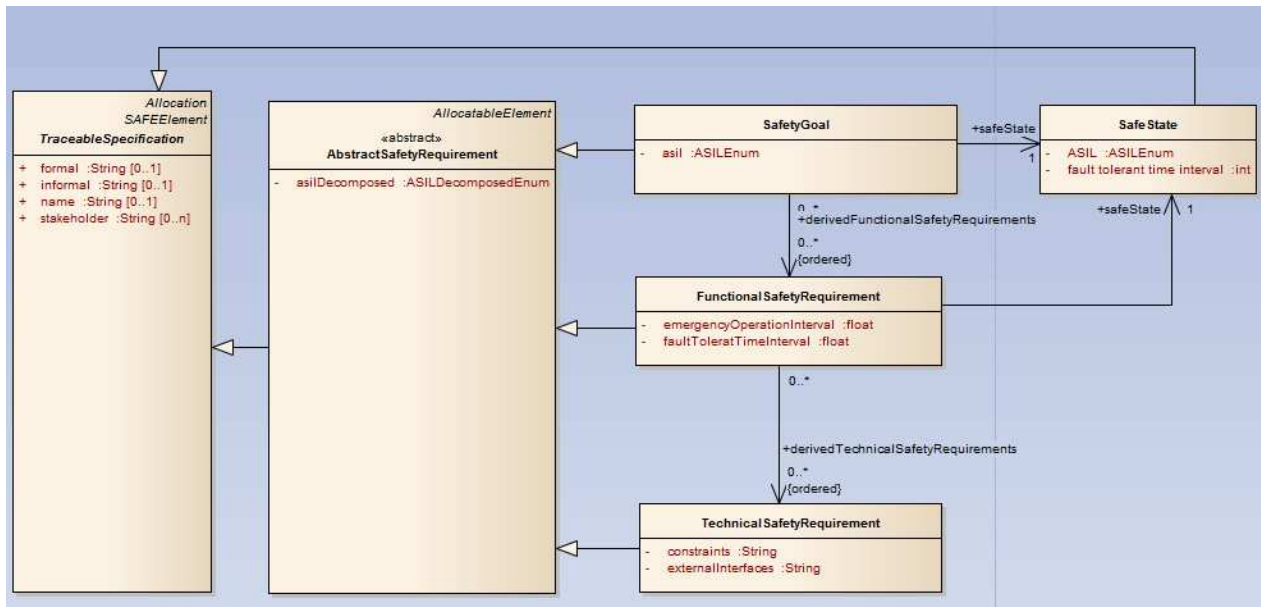 Allocation
SAFEElement
TraceableSpecification
+ formal :String [0..1]
+ informal :String [0..1]
+ name :String [0..1]
+ stakeholder :String [0..n]
AllocatableElement
«abstract»
AbstractSafetyRequirement
- asilDecomposed :ASILDecomposedEnum
SafetyGoal
- asil :ASILEnum
+safeState
1
SafeState
- ASIL :ASILEnum
- fault tolerant time interval :int
+safeState
1
0..*
+derivedFunctionalSafetyRequirements
0..*
{ordered}
FunctionalSafetyRequirement
- emergencyOperationInterval :float
- faultToleratTimeInterval :float
0..*
+derivedTechnicalSafetyRequirements
0..*
{ordered}
TechnicalSafetyRequirement
- constraints :String
- externalInterfaces :String